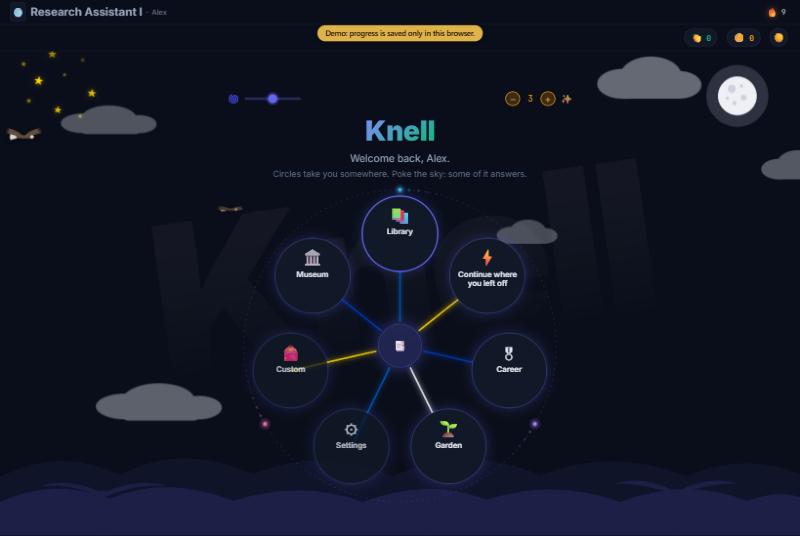 Research Assistant I · Alex
9
Demo: progress is saved only in this browser.
0
0
− 3 +
Knell
Welcome back, Alex.
Circles take you somewhere. Poke the sky: some of it answers.
Knell
Library
Museum
Continue where
you left off
Custom
Career
Settings
Garden